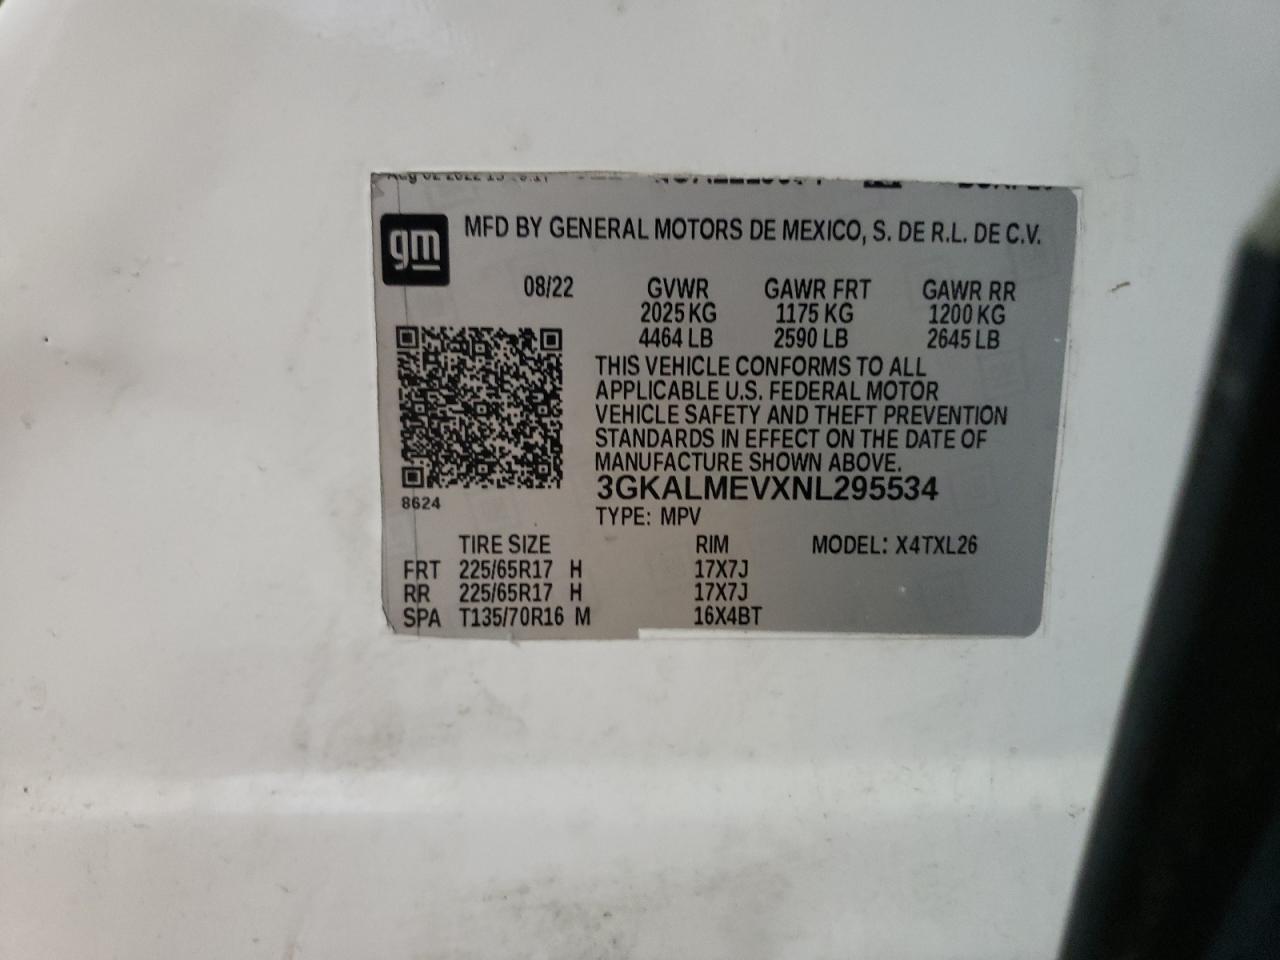 gm
MFD BY GENERAL MOTORS DE MEXICO, S. DE R.L. DE C.V.
08/22 GVWR GAWR FRT GAWR RR
2025 KG 1175 KG 1200 KG
4464 LB 2590 LB 2645 LB
THIS VEHICLE CONFORMS TO ALL
APPLICABLE U.S. FEDERAL MOTOR
VEHICLE SAFETY AND THEFT PREVENTION
STANDARDS IN EFFECT ON THE DATE OF
MANUFACTURE SHOWN ABOVE.
3GKALMEVXNL295534
8624
TYPE: MPV
TIRE SIZE RIM MODEL: X4TXL26
FRT 225/65R17 H 17X7J
RR 225/65R17 H 17X7J
SPA T135/70R16 M 16X4BT